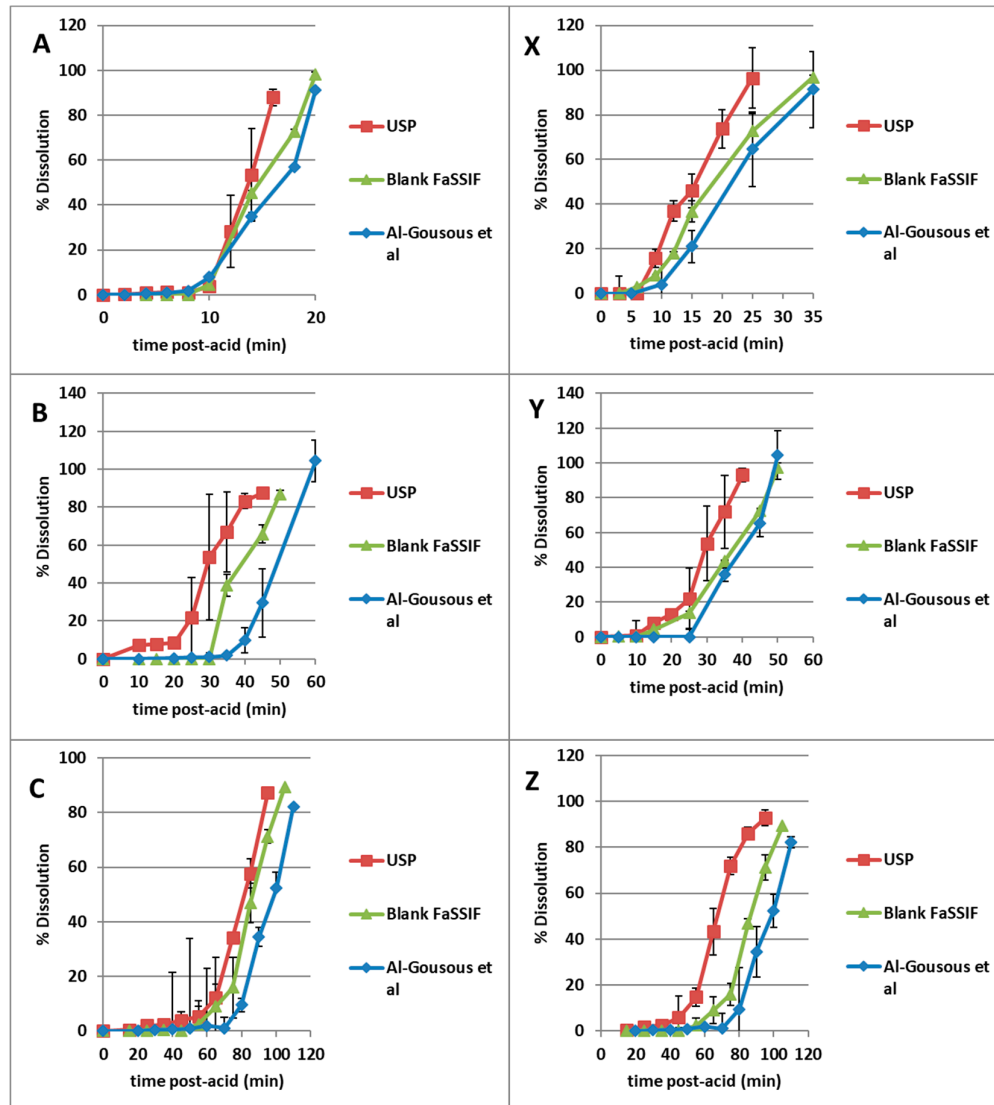 A
120
100
80
60
40
20
0
% Dissolution
10
20
time post-acid (min)
USP
Blank FaSSIF
Al-Gousous et
al
X
120
100
80
60
40
20
0
% Dissolution
0
5
10
15
20
25
30
35
time post-acid (min)
USP
Blank FaSSIF
Al-Gousous et
al
B
140
120
100
80
60
40
20
0
% Dissolution
0
10
20
30
40
50
60
time post-acid (min)
USP
Blank FaSSIF
Al-Gousous et
al
Y
140
120
100
80
60
40
20
0
% Dissolution
0
10
20
30
40
50
60
time post-acid (min)
USP
Blank FaSSIF
Al-Gousous et
al
C
100
80
60
40
20
0
% Dissolution
0
20
40
60
80
100
120
time post-acid (min)
USP
Blank FaSSIF
Al-Gousous et
al
Z
120
100
80
60
40
20
0
% Dissolution
0
20
40
60
80
100
120
time post-acid (min)
USP
Blank FaSSIF
Al-Gousous et
al